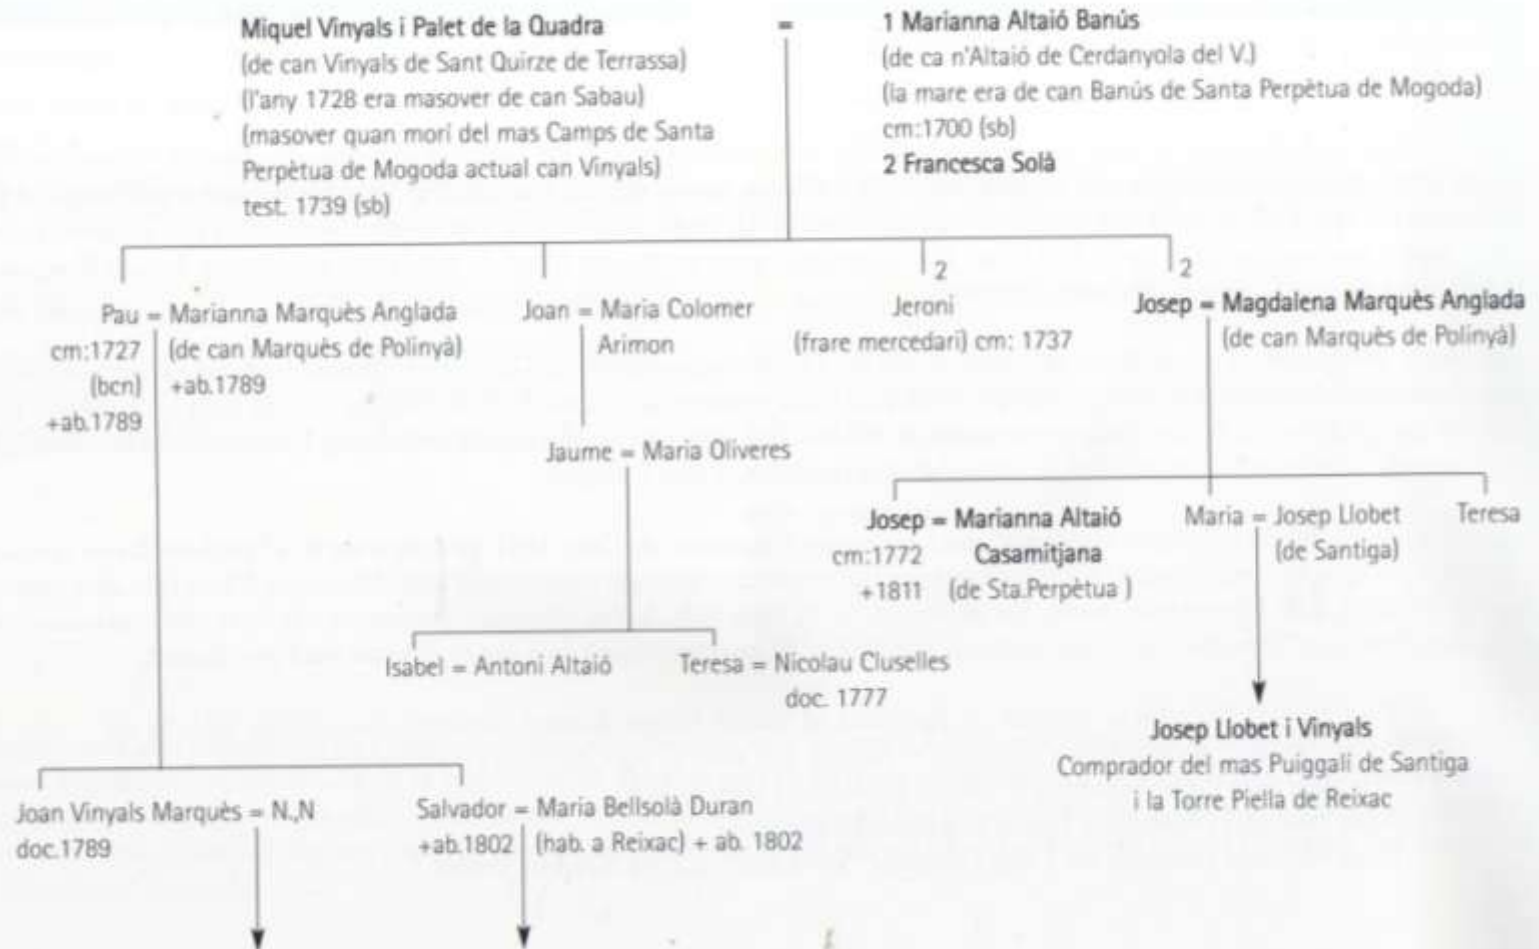 Miquel Vinyals i Palet de la Quadra
(de can Vinyals de Sant Quirze de Terrassa)
(l'any 1728 era masover de can Sabau)
(masover quan morí del mas Camps de Santa
Perpètua de Mogoda actual can Vinyals)
test. 1739 (sb)
=
1 Marianna Altaió Banús
(de ca n'Altaió de Cerdanyola del V.)
(la mare era de can Banús de Santa Perpètua de Mogoda)
cm:1700 (sb)
2 Francesca Solà
Pau = Marianna Marquès Anglada
cm:1727 (de can Marquès de Polinyà)
(bcn) +ab.1789
+ab.1789
Joan = Maria Colomer
Arimon
2
Jeroni
(frare mercedari) cm: 1737
2
Josep = Magdalena Marquès Anglada
(de can Marquès de Polinyà)
Jaume = Maria Oliveres
Josep = Marianna Altaió
cm:1772 Casamitjana
+1811 (de Sta.Perpètua )
Maria = Josep Llobet
(de Santiga)
Teresa
Isabel = Antoni Altaió
Teresa = Nicolau Cluselles
doc. 1777
Josep Llobet i Vinyals
Comprador del mas Puiggalí de Santiga
i la Torre Piella de Reixac
Joan Vinyals Marquès = N.,N
doc.1789
Salvador = Maria Bellsolà Duran
+ab.1802 (hab. a Reixac) + ab. 1802